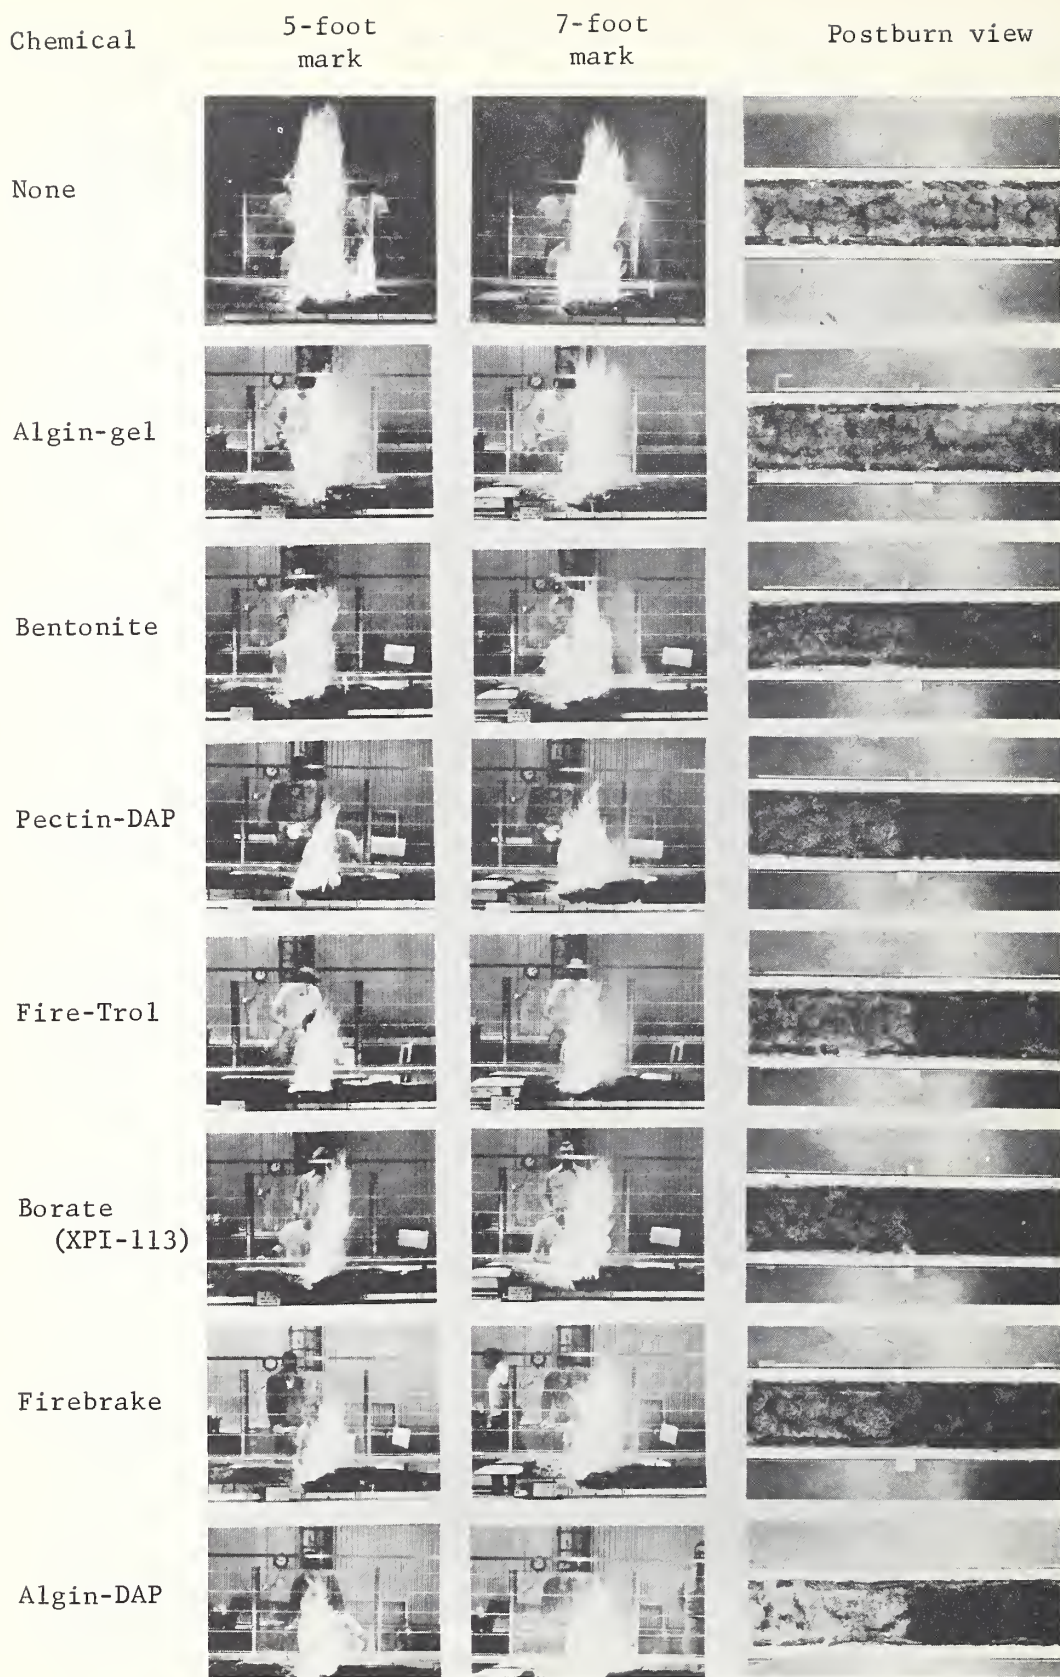 Chemical
5-foot
mark
7-foot
mark
Postburn view
None
Algin-gel
Bentonite
Pectin-DAP
Fire-Trol
Borate
(XPI-113)
Firebrake
Algin-DAP